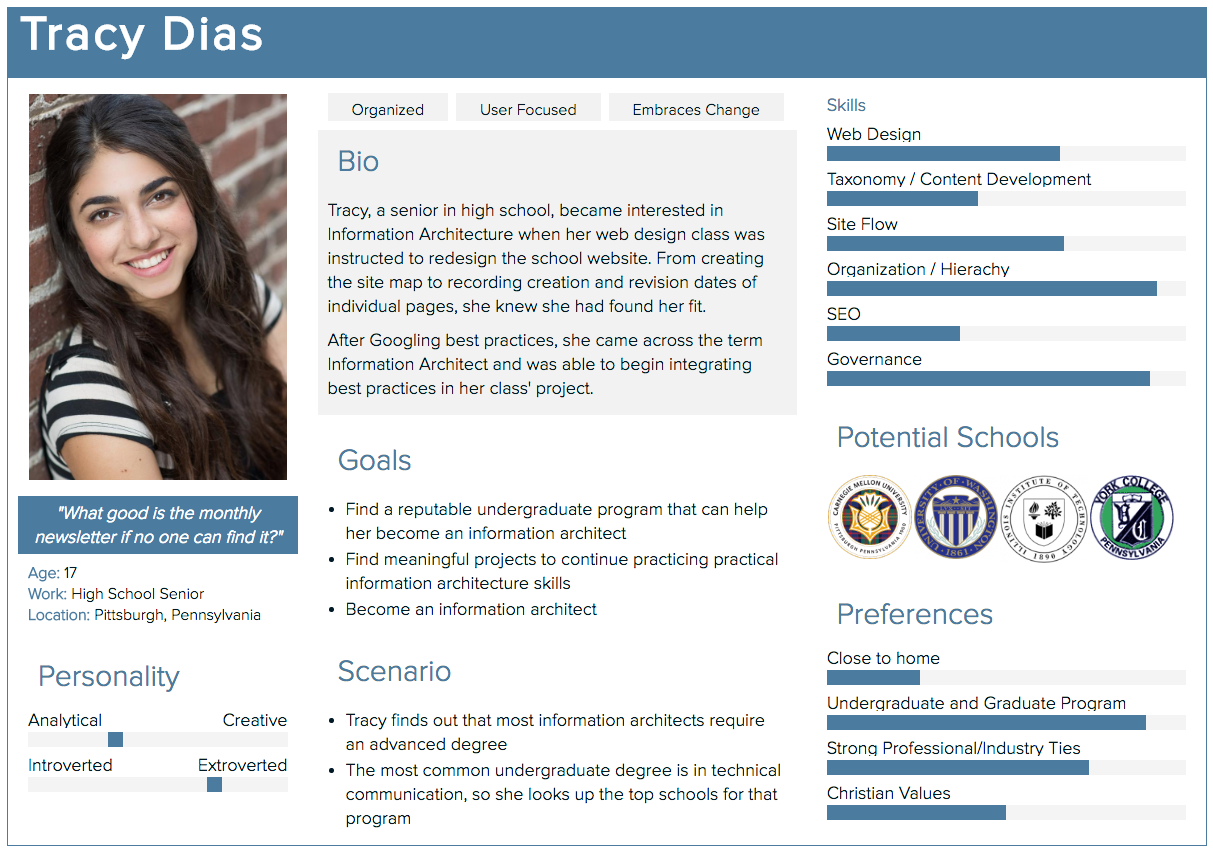 Tracy Dias
"What good is the monthly
newsletter if no one can find it?"
Age: 17
Work: High School Senior
Location: Pittsburgh, Pennsylvania
Personality
Analytical Creative
Introverted Extroverted
Organized User Focused Embraces Change
Bio
Tracy, a senior in high school, became interested in
Information Architecture when her web design class was
instructed to redesign the school website. From creating
the site map to recording creation and revision dates of
individual pages, she knew she had found her fit.
After Googling best practices, she came across the term
Information Architect and was able to begin integrating
best practices in her class' project.
Goals
• Find a reputable undergraduate program that can help
her become an information architect
• Find meaningful projects to continue practicing practical
information architecture skills
• Become an information architect
Scenario
• Tracy finds out that most information architects require
an advanced degree
• The most common undergraduate degree is in technical
communication, so she looks up the top schools for that
program
Skills
Web Design
Taxonomy / Content Development
Site Flow
Organization / Hierachy
SEO
Governance
Potential Schools
CARNEGIE MELLON UNIVERSITY
PITTSBURGH PENNSYLVANIA 1900
UNIVERSITY OF WASHINGTON
1861
ILLINOIS INSTITUTE OF TECHNOLOGY
1890
YORK COLLEGE
PENNSYLVANIA
Preferences
Close to home
Undergraduate and Graduate Program
Strong Professional/Industry Ties
Christian Values